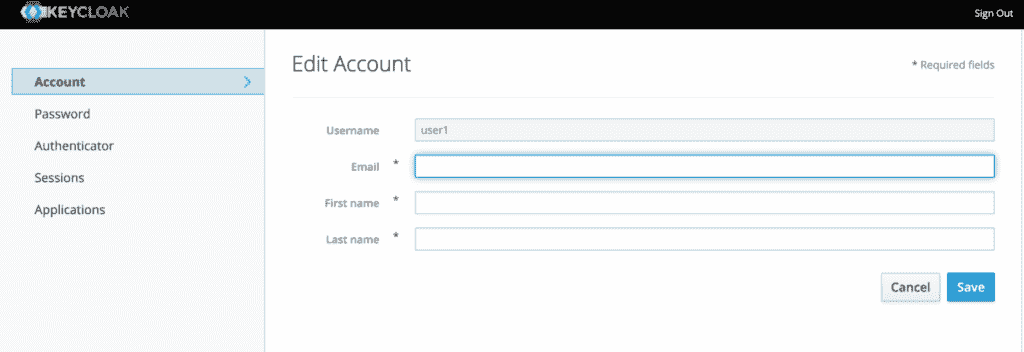 KEYCLOAK
Sign Out
Account
Password
Authenticator
Sessions
Applications
Edit Account
* Required fields
Username user1
Email *
First name *
Last name *
Cancel Save